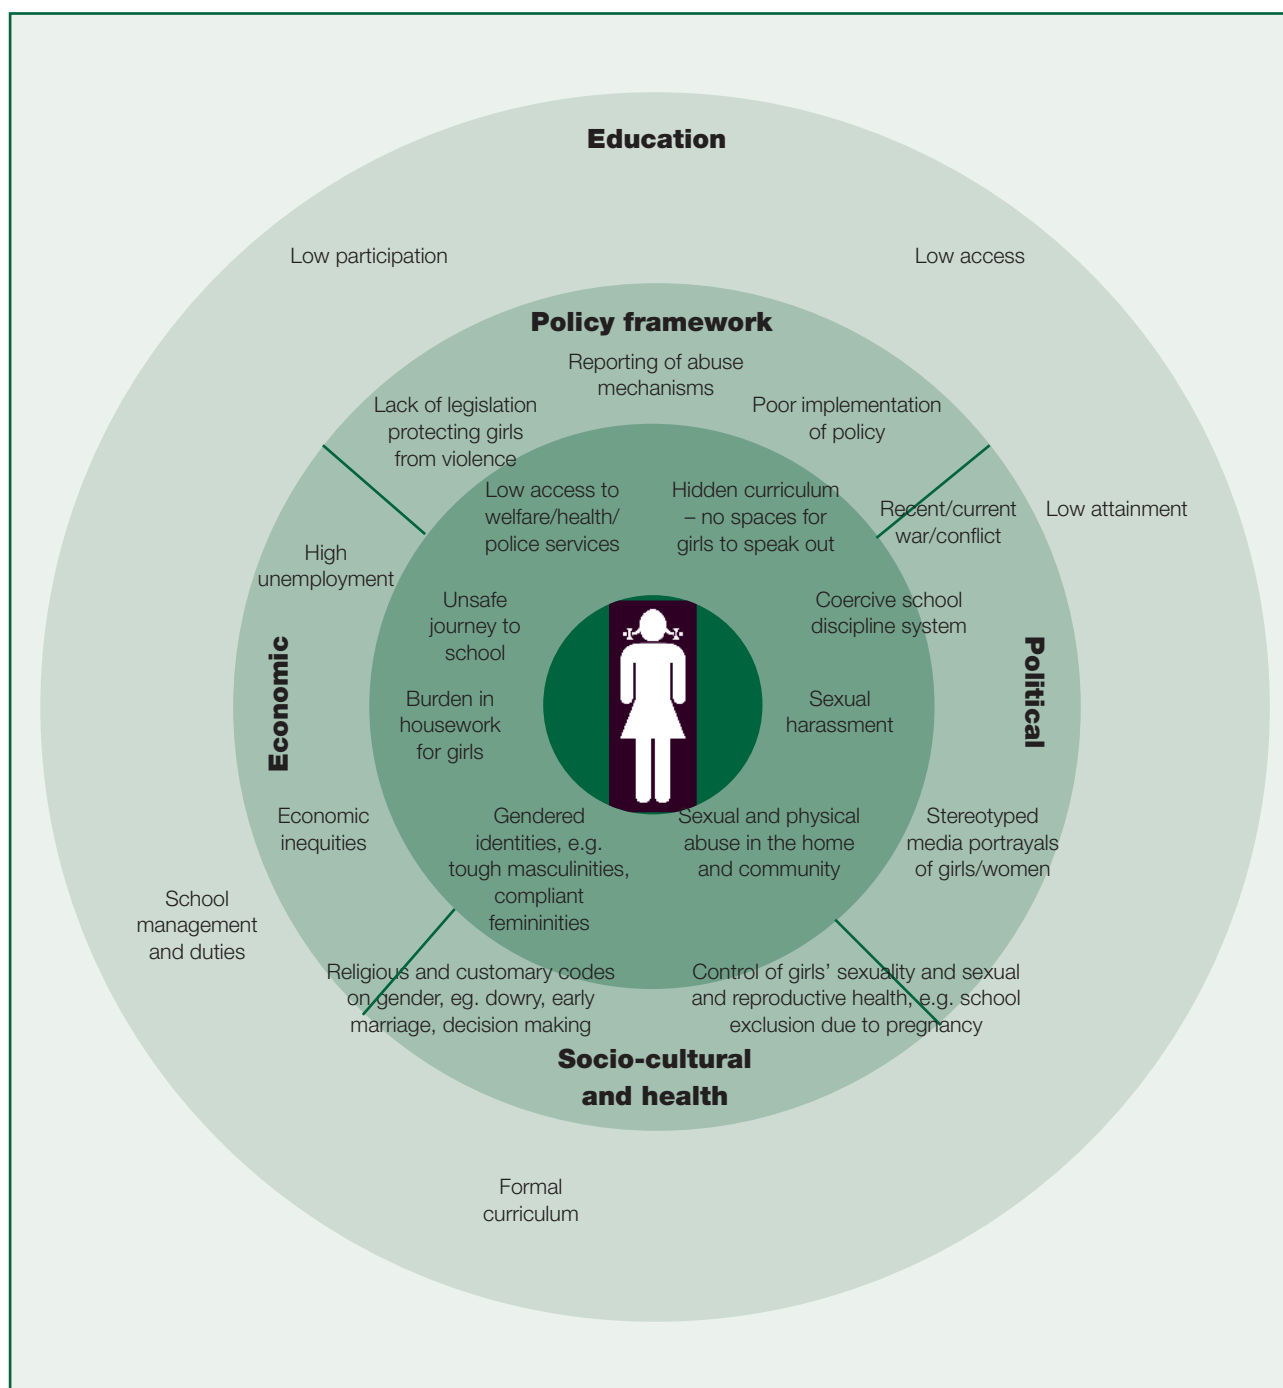 Education
Low participation
Low access
Policy framework
Reporting of abuse
mechanisms
Lack of legislation
protecting girls
from violence
Poor implementation
of policy
Low access to
welfare/health/
police services
Hidden curriculum
– no spaces for
girls to speak out
Recent/current
war/conflict
Low attainment
High
unemployment
Unsafe
journey to
school
Coercive school
discipline system
Economic
Political
Burden in
housework
for girls
Sexual
harassment
Economic
inequities
Gendered
identities, e.g.
tough masculinities,
compliant
femininities
Sexual and physical
abuse in the home
and community
Stereotyped
media portrayals
of girls/women
School
management
and duties
Religious and customary codes
on gender, eg. dowry, early
marriage, decision making
Control of girls’ sexuality and sexual
and reproductive health, e.g. school
exclusion due to pregnancy
Socio-cultural
and health
Formal
curriculum